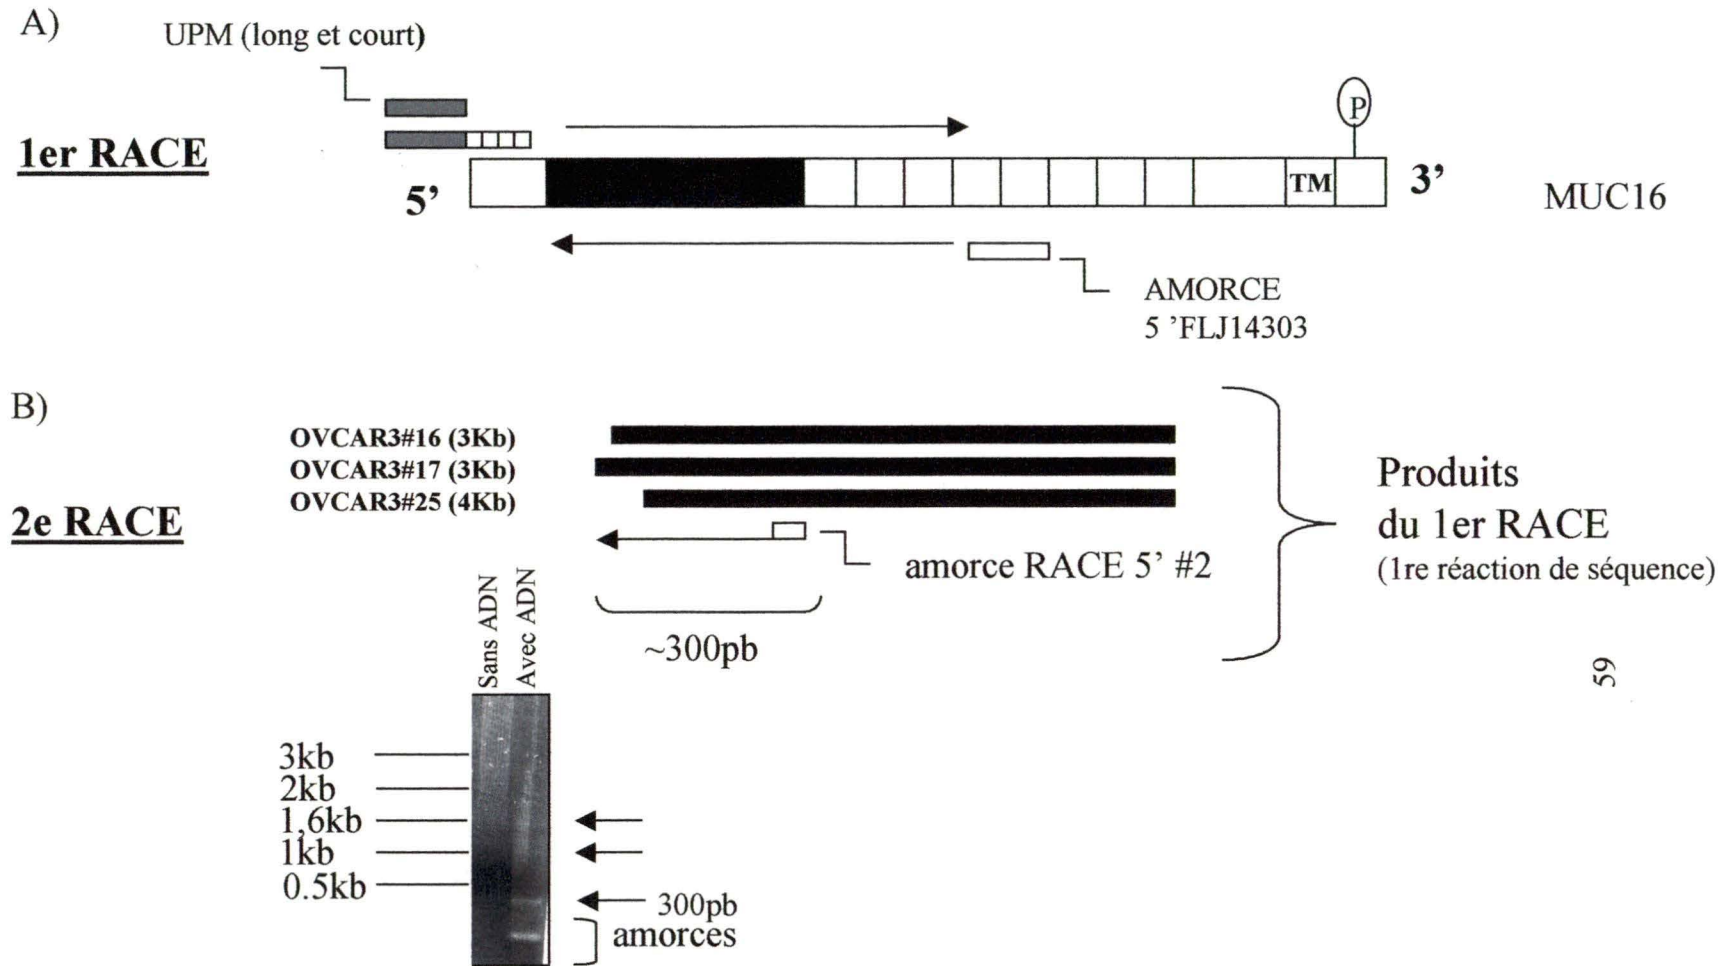 A)
UPM (long et court)
1er RACE
P
5’
TM
3’
MUC16
AMORCE
5 ’FLJ14303
B)
OVCAR3#16 (3Kb)
OVCAR3#17 (3Kb)
OVCAR3#25 (4Kb)
2e RACE
amorce RACE 5’ #2
Produits
du 1er RACE
(1re réaction de séquence)
~300pb
Sans ADN
Avec ADN
59
3kb
2kb
1,6kb
1kb
0.5kb
300pb
amorces